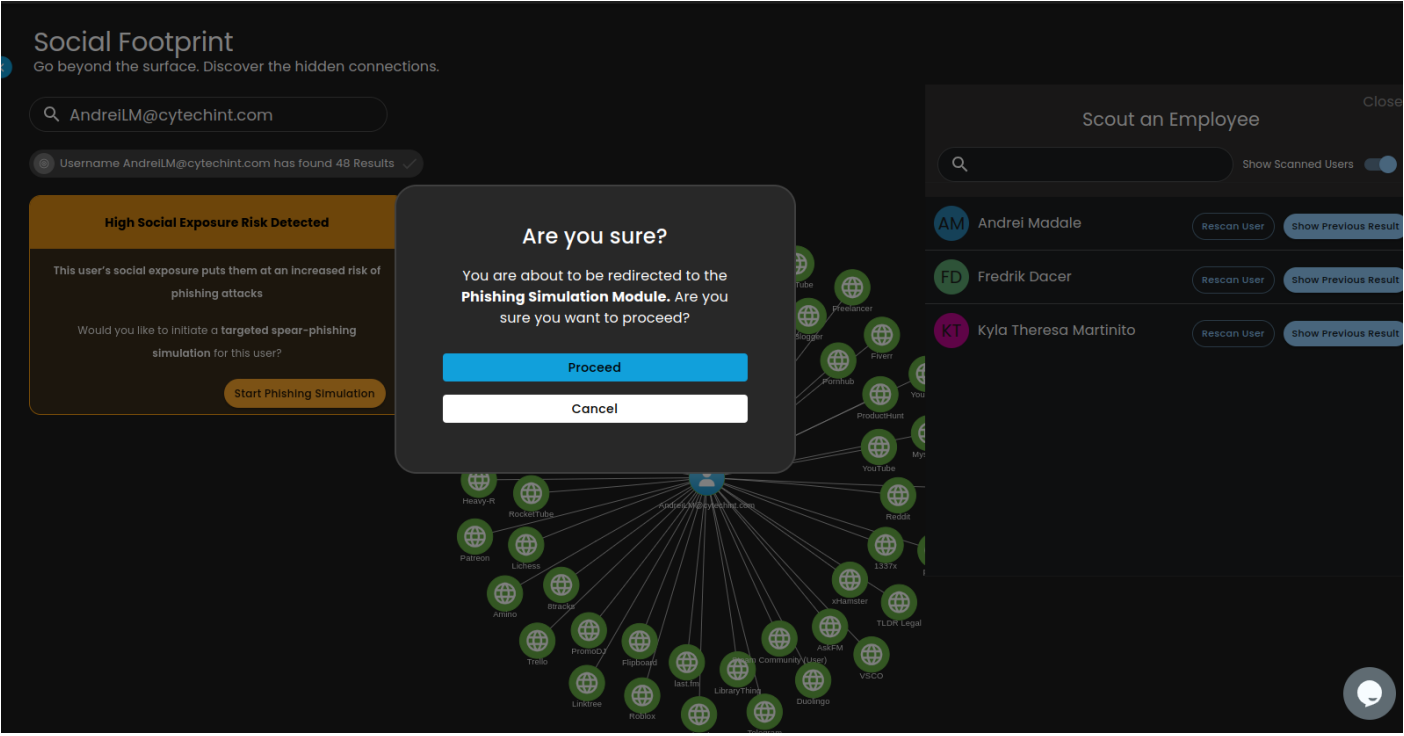 Social Footprint
Go beyond the surface. Discover the hidden connections.
AndreiLM@cytechint.com
Username AndreiLM@cytechint.com has found 48 Results
High Social Exposure Risk Detected
This user's social exposure puts them at an increased risk of
phishing attacks
Would you like to initiate a targeted spear-phishing
simulation for this user?
Start Phishing Simulation
Are you sure?
You are about to be redirected to the
Phishing Simulation Module. Are you
sure you want to proceed?
Proceed
Cancel
Close
Scout an Employee
Show Scanned Users
AM
Andrei Madale
Rescan User
Show Previous Result
FD
Fredrik Dacer
Rescan User
Show Previous Result
KT
Kyla Theresa Martinito
Rescan User
Show Previous Result
Tube
Freelancer
Blogger
Fiverr
Pornhub
You
ProductHunt
My
YouTube
Heavy-R
RocketTube
AndreiLM@cytechint.com
Reddit
Patreon
Lichess
1337x
Amino
8tracks
xHamster
TLDR Legal
Trello
PromoDJ
Flipboard
AskFM
last.fm
Community (User)
VSCO
LibraryThing
Linktree
Duolingo
Roblox
Telegram